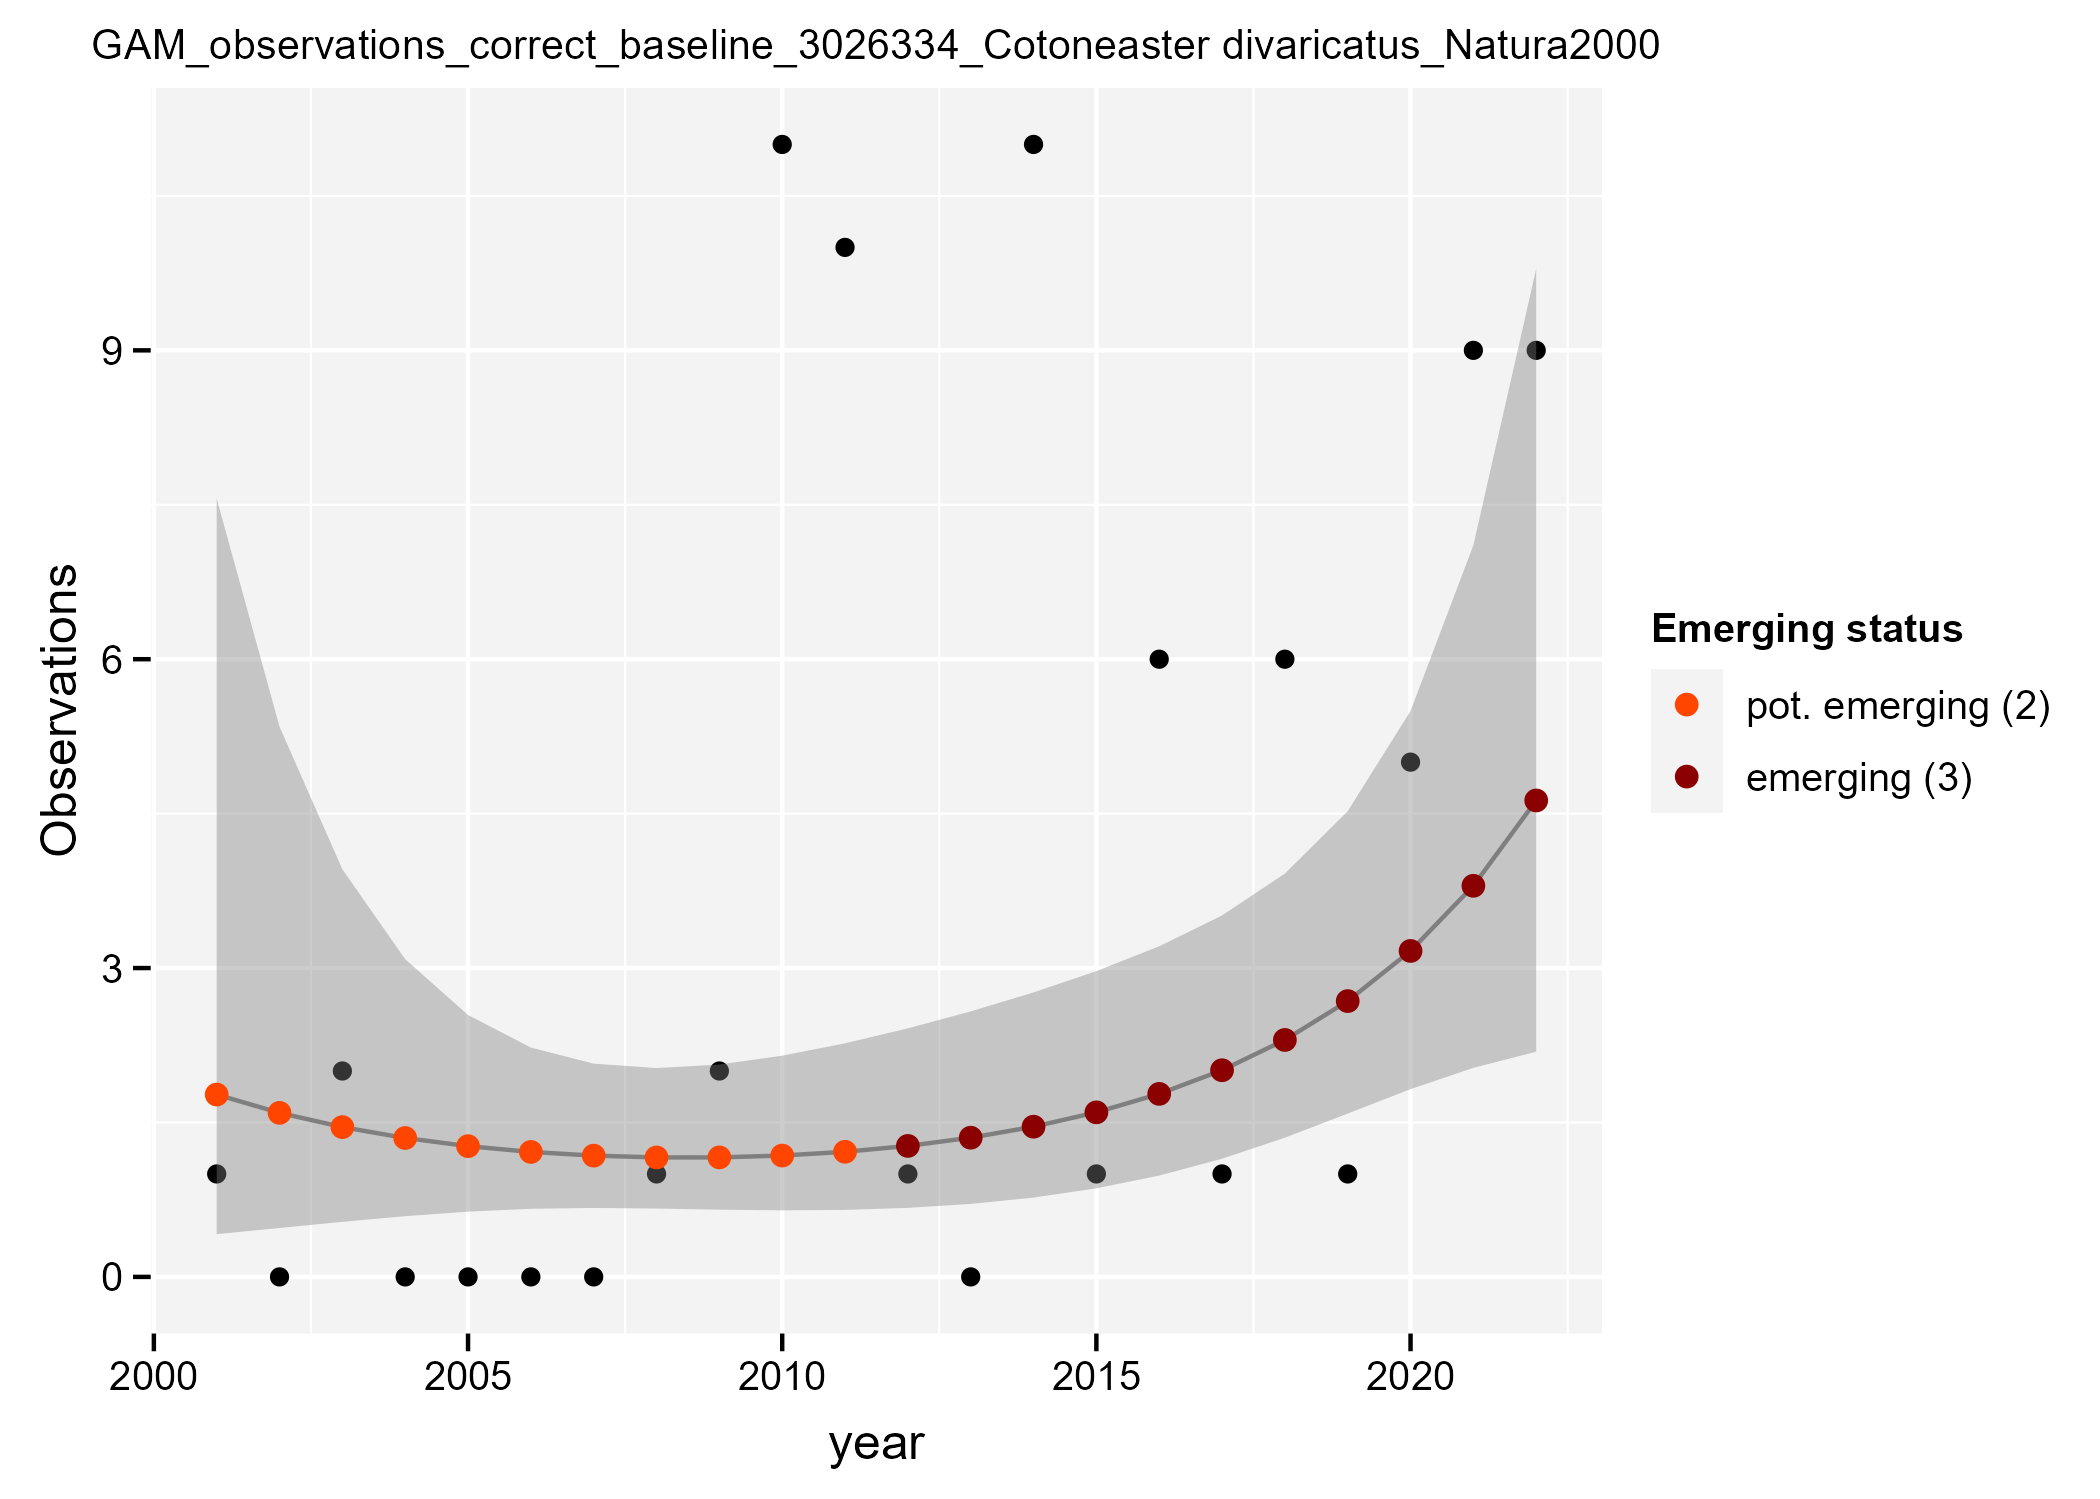 GAM_observations_correct_baseline_3026334_Cotoneaster divaricatus_Natura2000
Observations
9
6
3
0
2000
2005
2010
2015
2020
year
Emerging status
pot. emerging (2)
emerging (3)